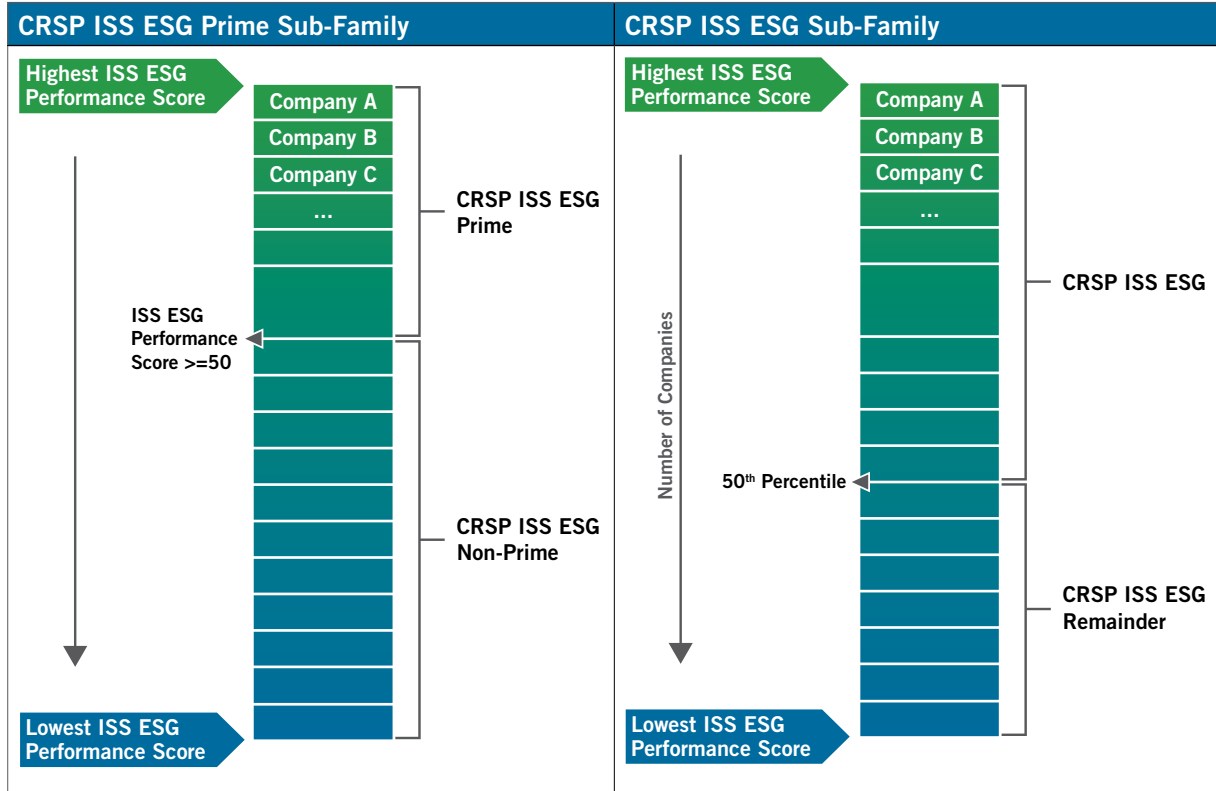 CRSP ISS ESG Prime Sub-Family
Highest ISS ESG
Performance Score
Company A
Company B
Company C
...
CRSP ISS ESG
Prime
ISS ESG
Performance
Score >=50
CRSP ISS ESG
Non-Prime
Lowest ISS ESG
Performance Score
CRSP ISS ESG Sub-Family
Highest ISS ESG
Performance Score
Company A
Company B
Company C
...
CRSP ISS ESG
Number of Companies
50th Percentile
CRSP ISS ESG
Remainder
Lowest ISS ESG
Performance Score